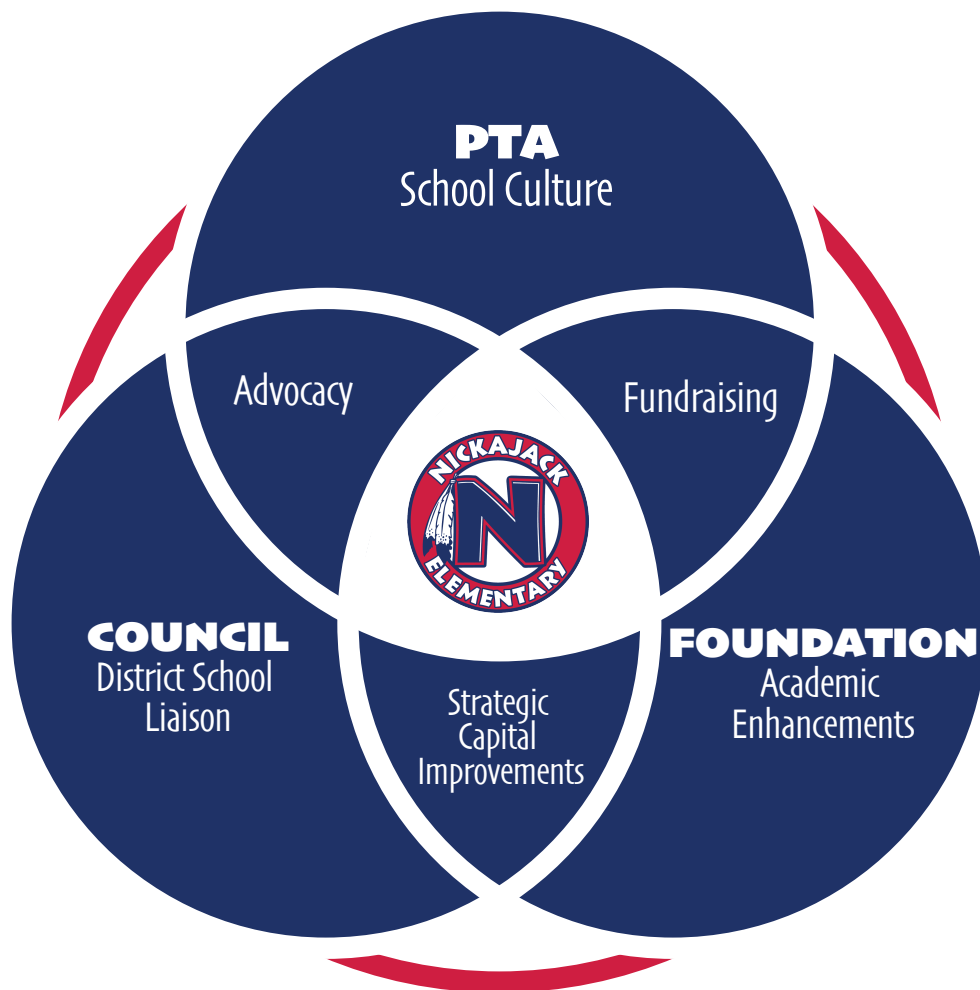 PTA
School Culture
Advocacy
Fundraising
NICKAJACK
N
ELEMENTARY
COUNCIL
District School
Liaison
FOUNDATION
Academic
Enhancements
Strategic
Capital
Improvements